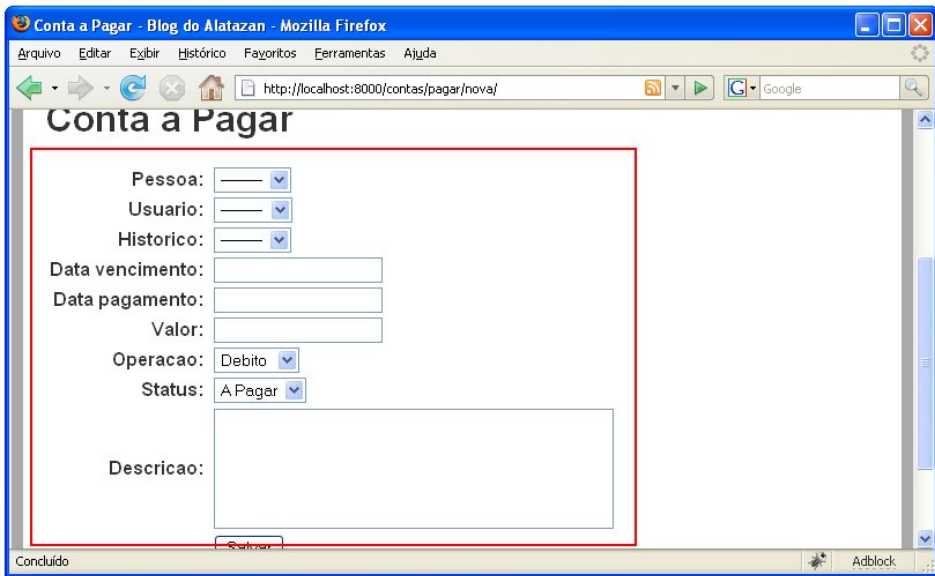 Conta a Pagar - Blog do Alatazan - Mozilla Firefox
Arquivo Editar Exibir Histórico Favoritos Ferramentas Ajuda
http://localhost:8000/contas/pagar/nova/ G Google
Conta a Pagar
Pessoa: ---------
Usuario: ---------
Historico: ---------
Data vencimento:
Data pagamento:
Valor:
Operacao: Debito
Status: A Pagar
Descricao:
Salvar
Concluído Adblock